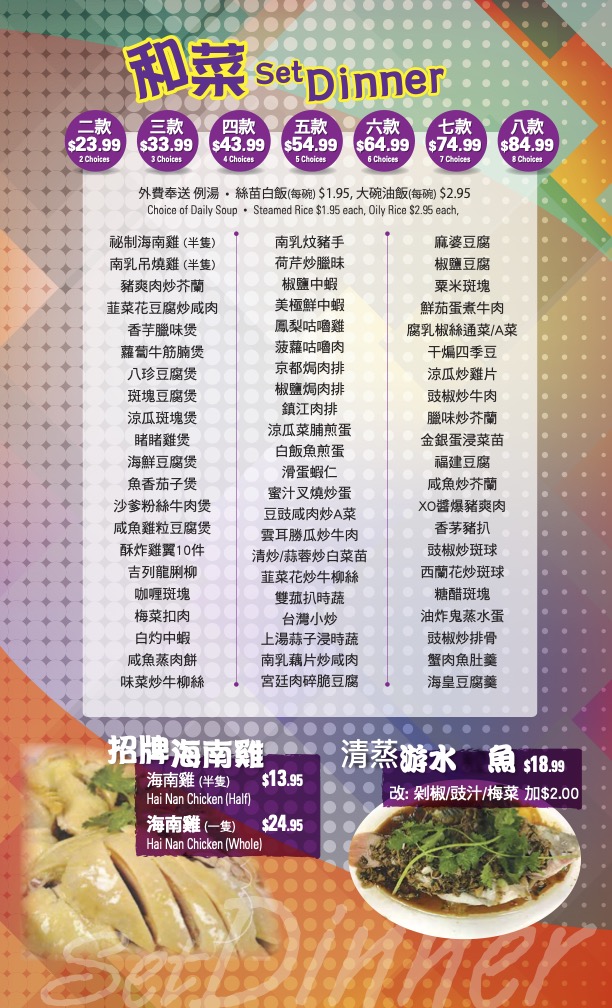 和菜 Set Dinner
二款 三款 四款 五款 六款 七款 八款
$23.99 $33.99 $43.99 $54.99 $64.99 $74.99 $84.99
2 Choices 3 Choices 4 Choices 5 Choices 6 Choices 7 Choices 8 Choices
外費奉送 例湯 • 絲苗白飯(每碗) $1.95, 大碗油飯(每碗) $2.95
Choice of Daily Soup • Steamed Rice $1.95 each, Oily Rice $2.95 each,
祕制海南雞 (半隻)
南乳吊燒雞 (半隻)
豬爽肉炒芥蘭
韮菜花豆腐炒咸肉
香芋臘味煲
蘿蔔牛筋腩煲
八珍豆腐煲
斑塊豆腐煲
涼瓜斑塊煲
啫啫雞煲
海鮮豆腐煲
魚香茄子煲
沙爹粉絲牛肉煲
咸魚雞粒豆腐煲
酥炸雞翼10件
吉列龍脷柳
咖喱斑塊
梅菜扣肉
白灼中蝦
咸魚蒸肉餅
味菜炒牛柳絲
南乳炆豬手
荷芹炒臘味
椒鹽中蝦
美極鮮中蝦
鳳梨咕嚕雞
菠蘿咕嚕肉
京都焗肉排
椒鹽焗肉排
鎮江肉排
涼瓜菜脯煎蛋
白飯魚煎蛋
滑蛋蝦仁
蜜汁叉燒炒蛋
豆豉咸肉炒A菜
雲耳勝瓜炒牛肉
清炒/蒜蓉炒白菜苗
韮菜花炒牛柳絲
雙菰扒時蔬
台灣小炒
上湯蒜子浸時蔬
南乳藕片炒咸肉
宮廷肉碎脆豆腐
麻婆豆腐
椒鹽豆腐
粟米斑塊
鮮茄蛋煮牛肉
腐乳椒絲通菜/A菜
干煸四季豆
涼瓜炒雞片
豉椒炒牛肉
臘味炒芥蘭
金銀蛋浸菜苗
福建豆腐
咸魚炒芥蘭
XO醬爆豬爽肉
香茅豬扒
豉椒炒斑球
西蘭花炒斑球
糖醋斑塊
油炸鬼蒸水蛋
豉椒炒排骨
蟹肉魚肚羹
海皇豆腐羹
招牌海南雞
海南雞 (半隻) $13.95
Hai Nan Chicken (Half)
海南雞 (一隻) $24.95
Hai Nan Chicken (Whole)
清蒸游水 魚 $18.99
改: 剁椒/豉汁/梅菜 加$2.00
Set Dinner